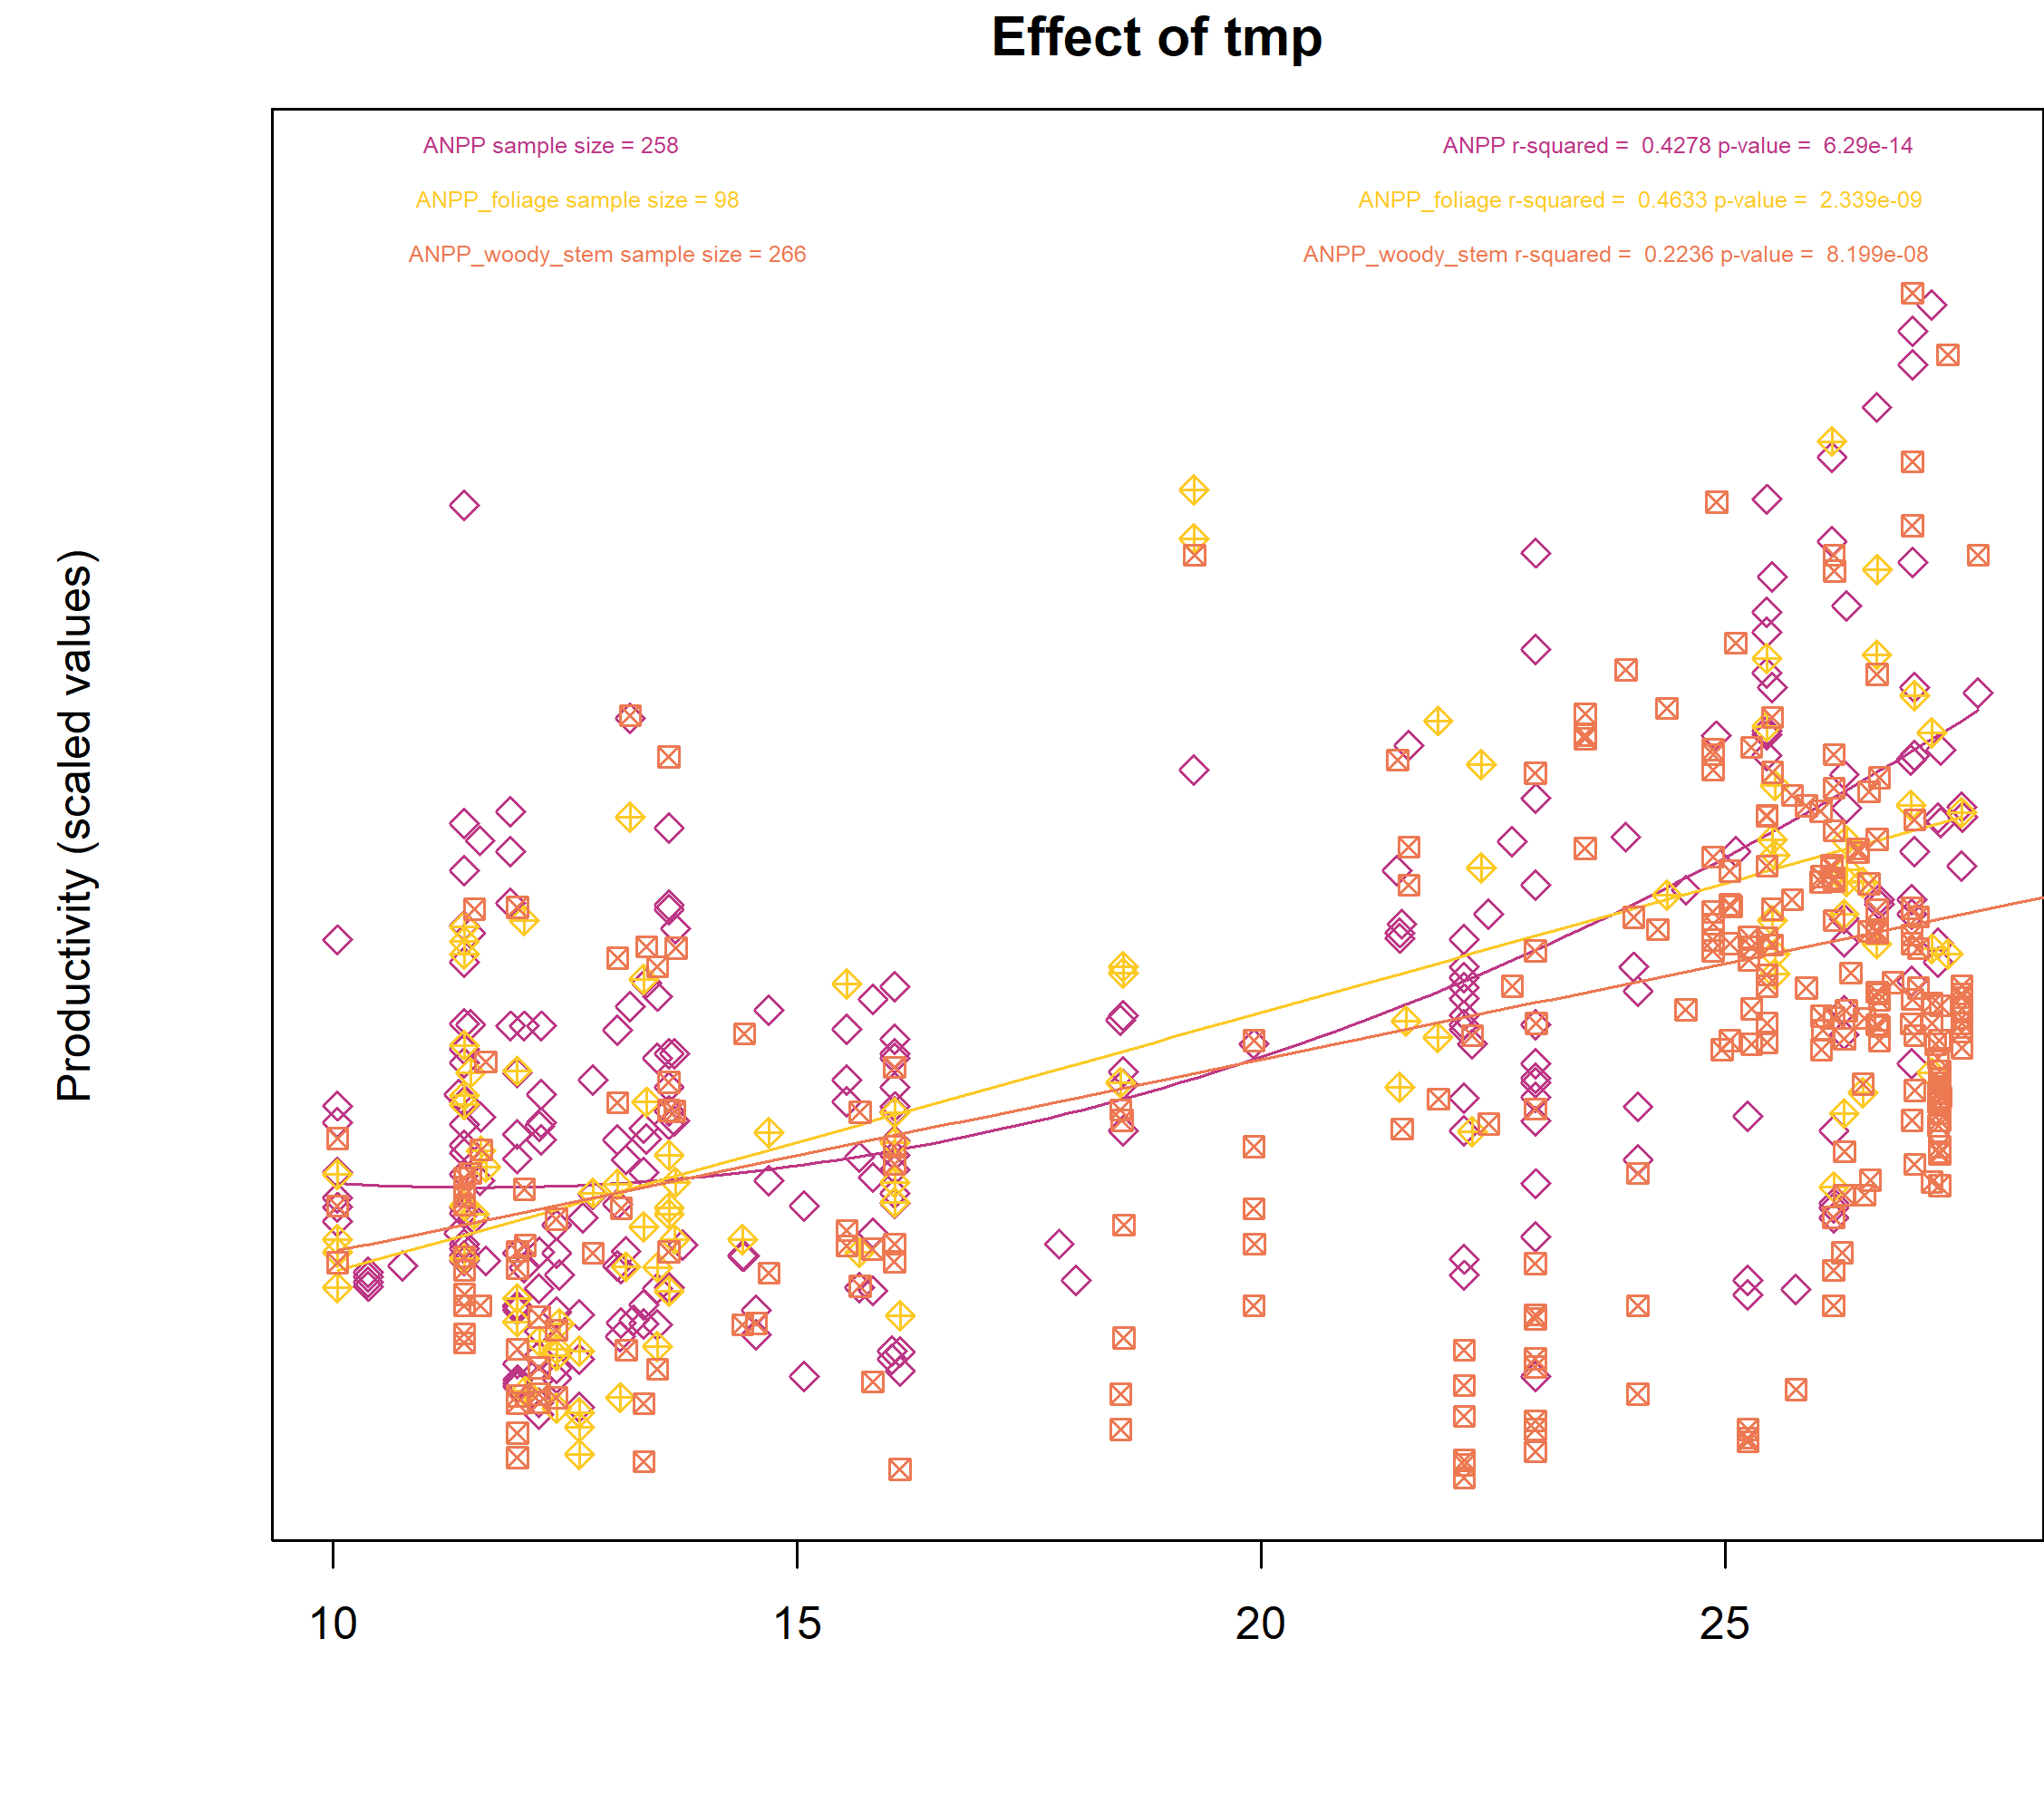 Effect of tmp
ANPP sample size = 258
ANPP r-squared = 0.4278 p-value = 6.29e-14
ANPP_foliage sample size = 98
ANPP_foliage r-squared = 0.4633 p-value = 2.339e-09
ANPP_woody_stem sample size = 266
ANPP_woody_stem r-squared = 0.2236 p-value = 8.199e-08
Productivity (scaled values)
10 15 20 25